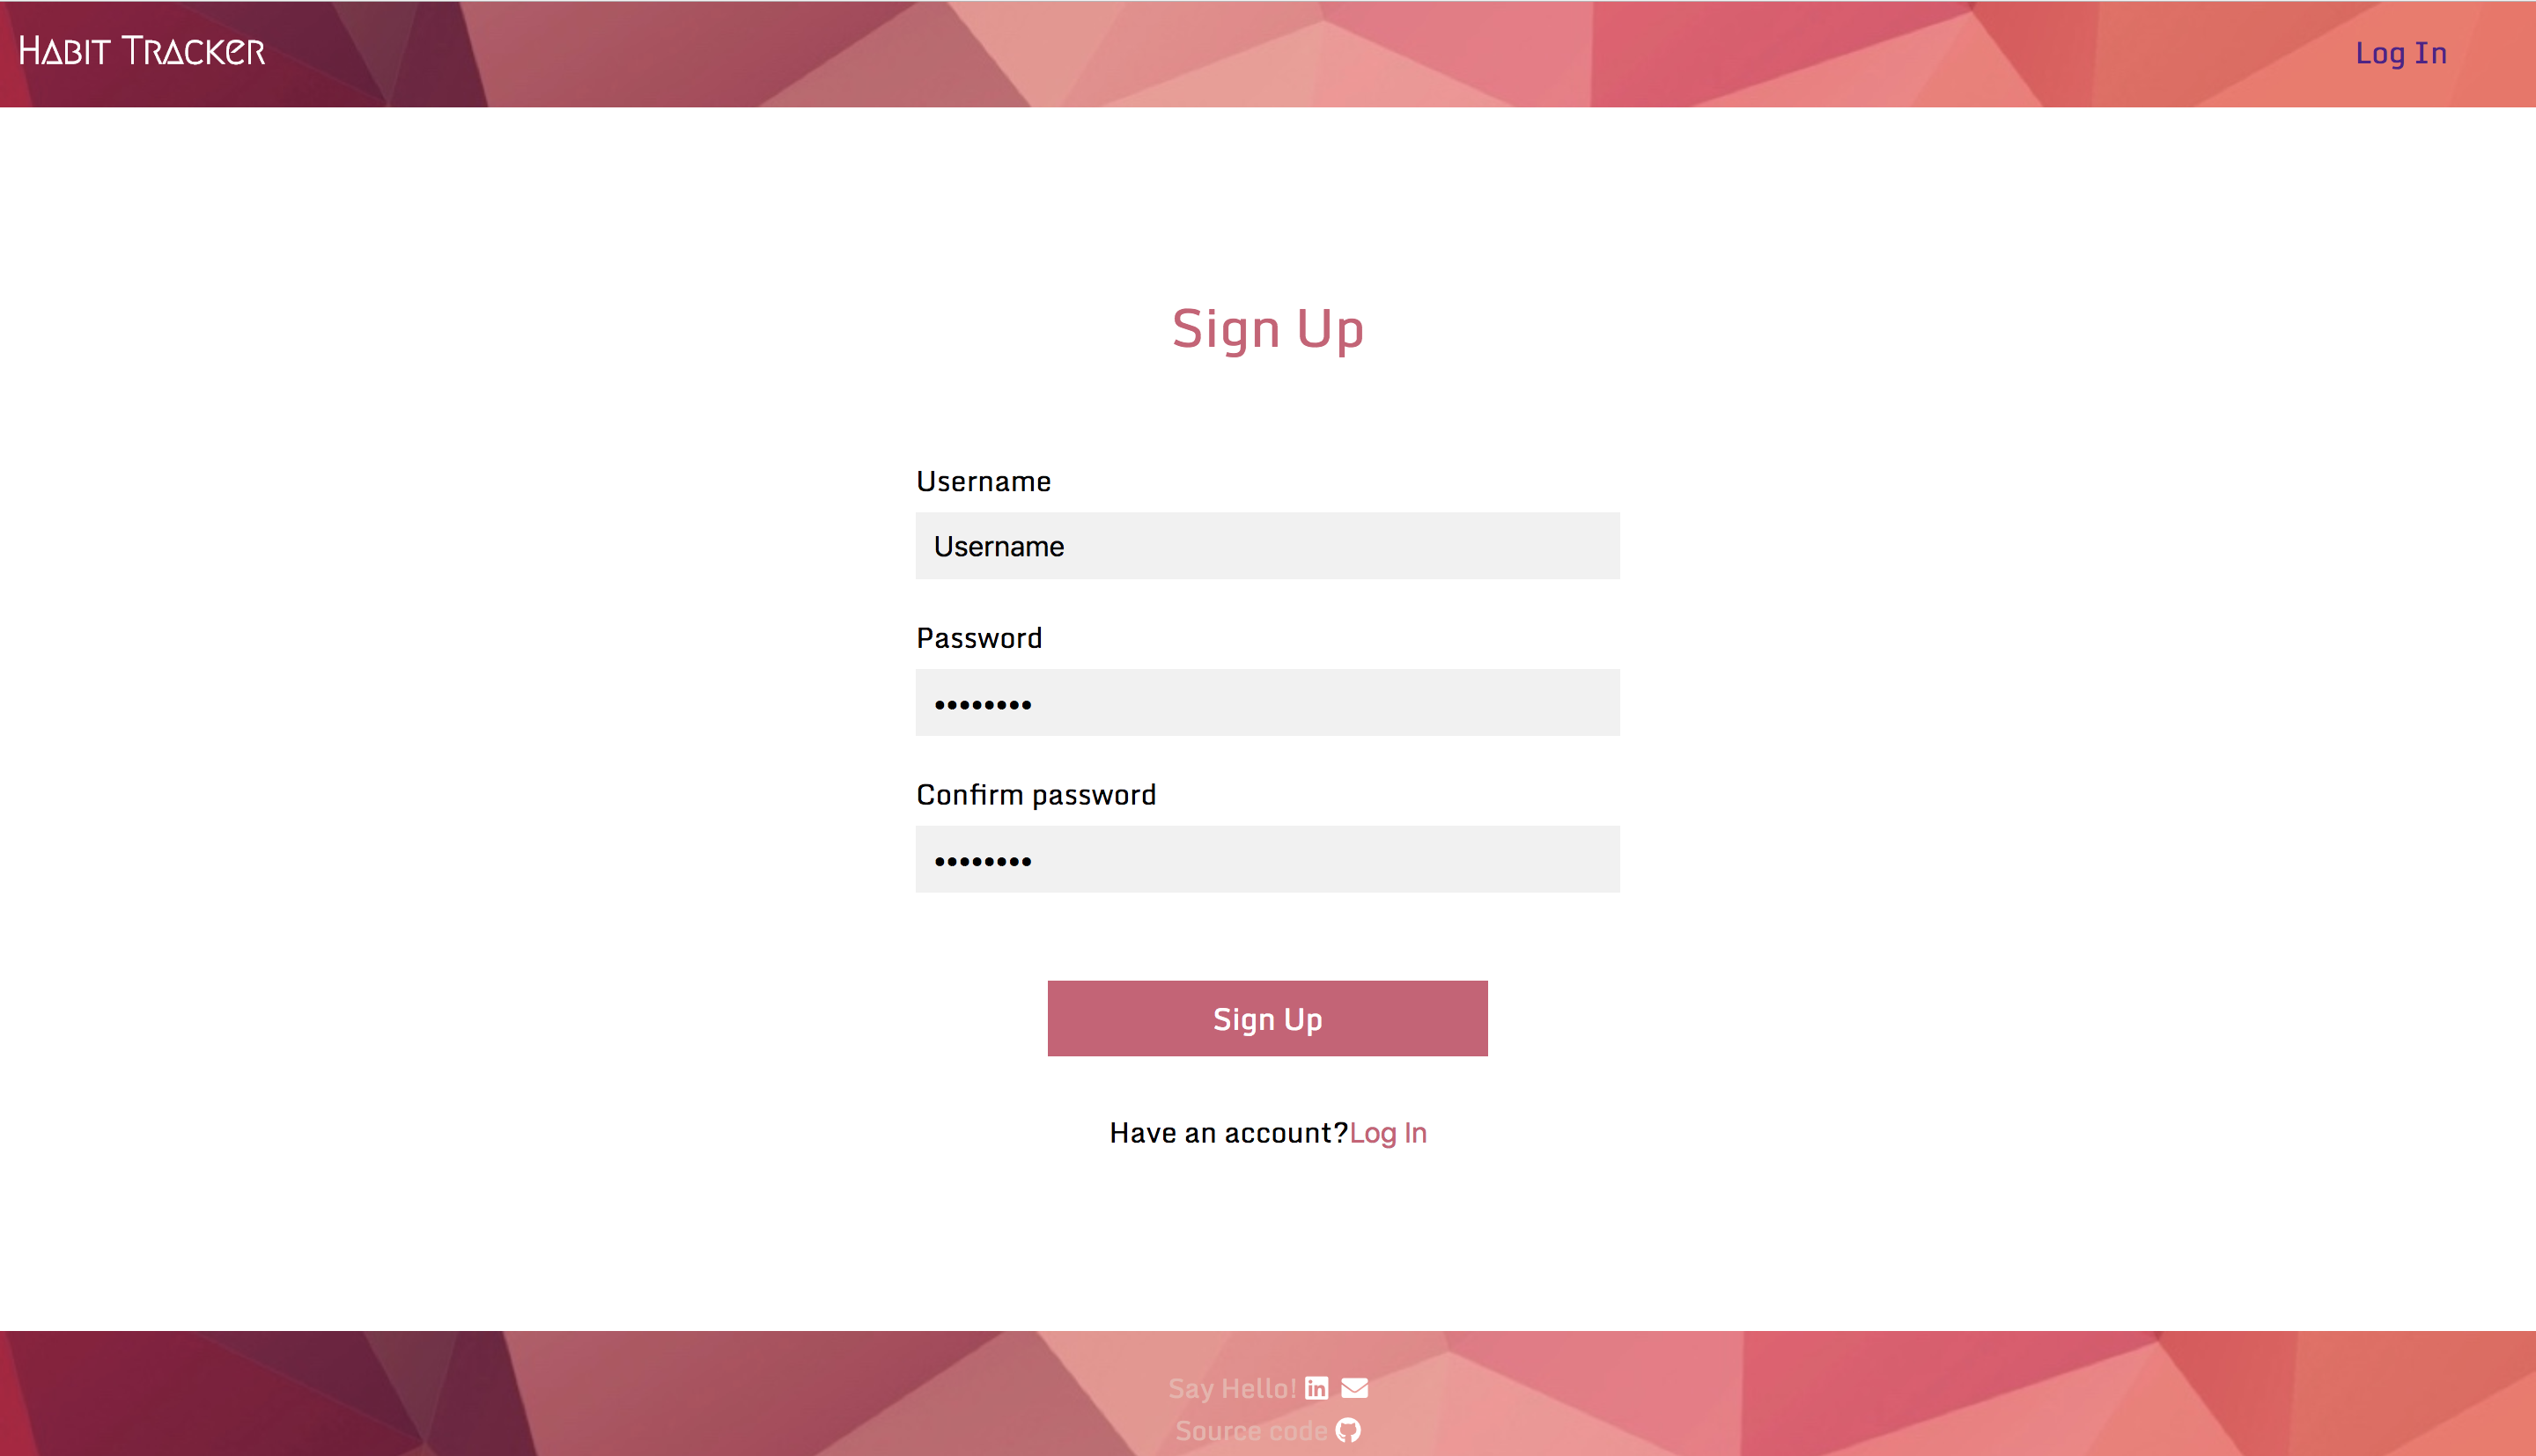 Habit Tracker
Log In
Sign Up
Username
Username
Password
••••••••
Confirm password
••••••••
Sign Up
Have an account?Log In
Say Hello!
Source code